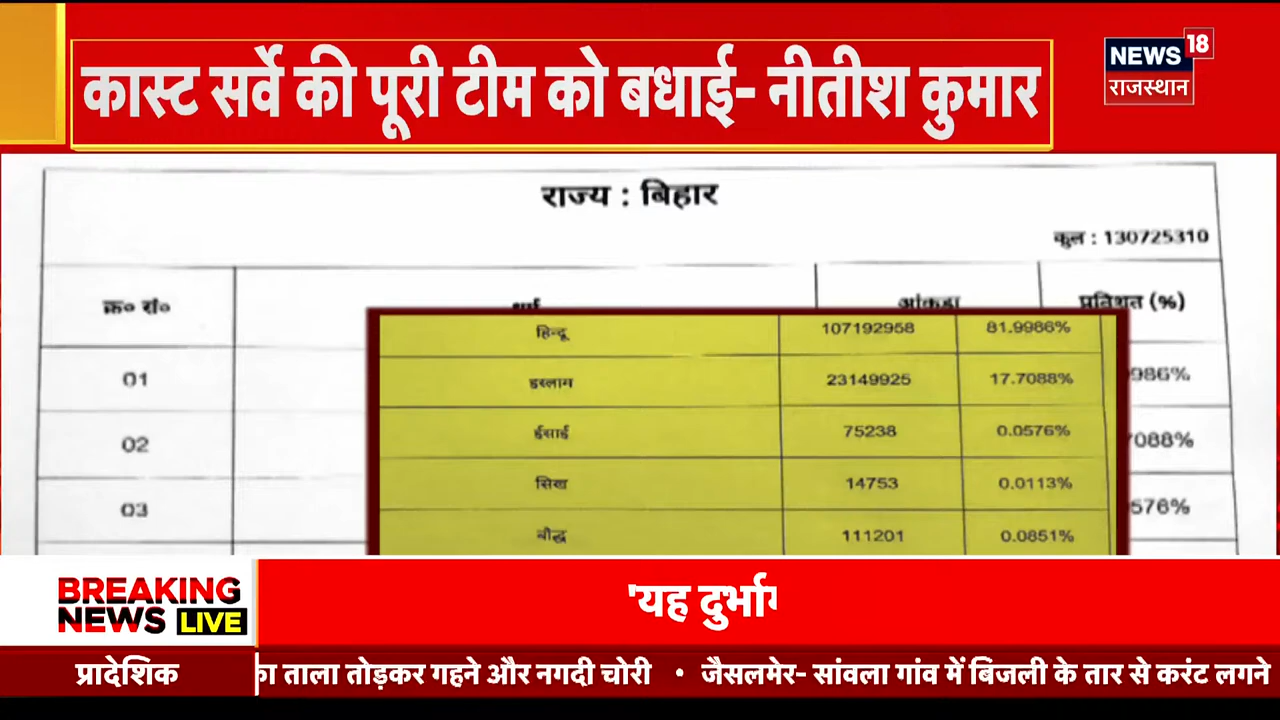 कास्ट सर्वे की पूरी टीम को बधाई- नीतीश कुमार
NEWS 18
राजस्थान
राज्य : बिहार
कुल : 130725310
क्र० सं० आंकड़ा प्रतिशत (%)
हिन्दू 107192958 81.9986%
01 986%
इस्लाम 23149925 17.7088%
02 7088%
ईसाई 75238 0.0576%
सिख 14753 0.0113%
03 576%
बौद्ध 111201 0.0851%
BREAKING
NEWS LIVE
'यह दुर्भाग
प्रादेशिक का ताला तोड़कर गहने और नगदी चोरी • जैसलमेर- सांवला गांव में बिजली के तार से करंट लगने